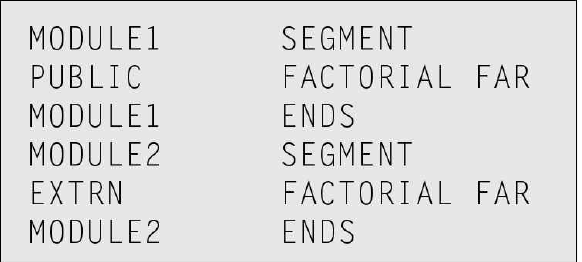 MODULE1 SEGMENT
PUBLIC FACTORIAL FAR
MODULE1 ENDS
MODULE2 SEGMENT
EXTRN FACTORIAL FAR
MODULE2 ENDS